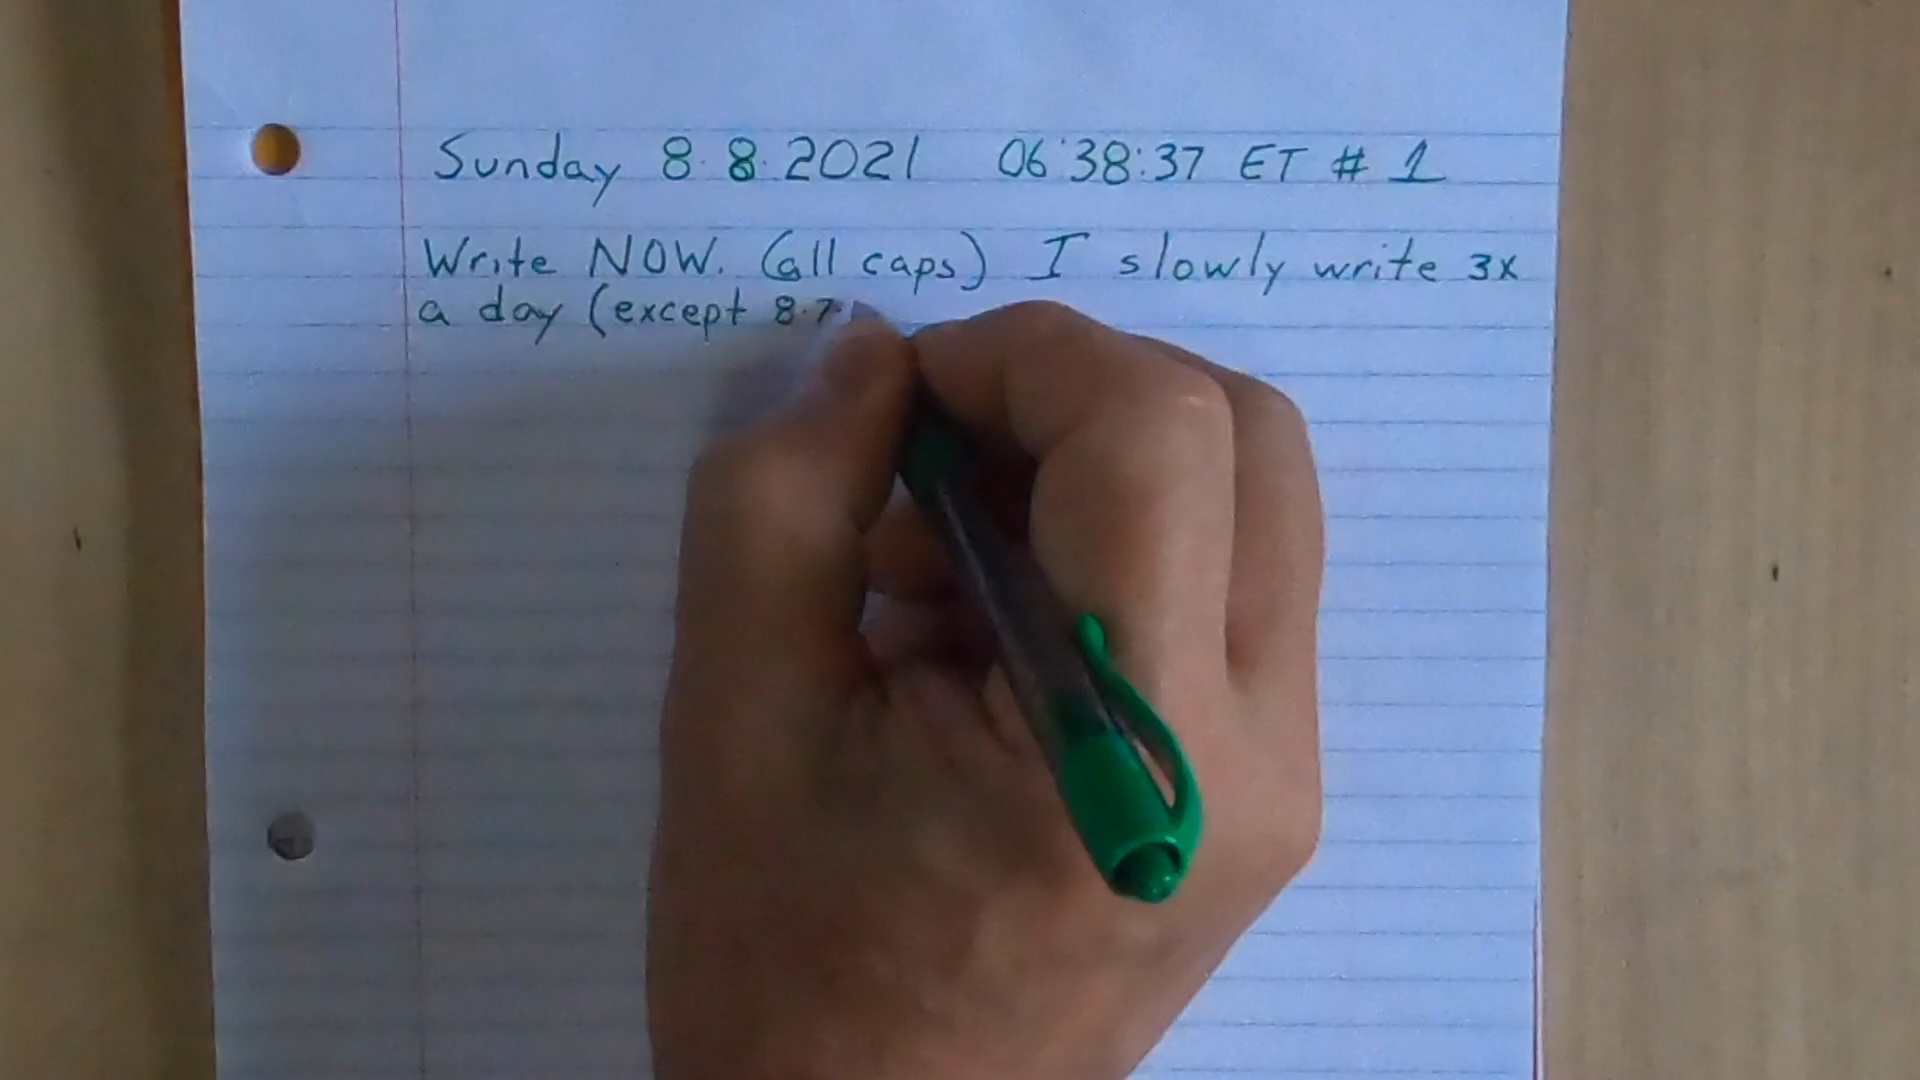 Sunday 8.8.2021 06:38:37 ET # 1
Write NOW. (all caps) I slowly write 3x
a day (except 8.7.